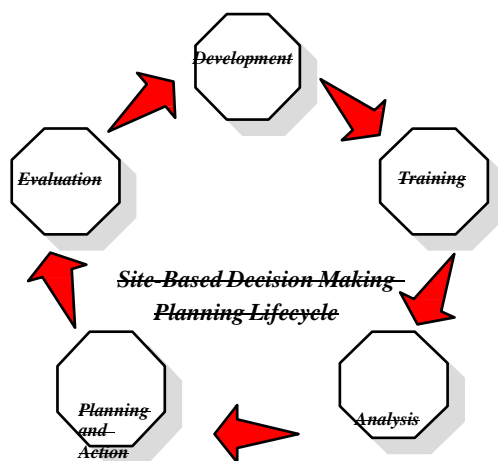 Development
Evaluation
Training
Site-Based Decision Making
Planning Lifecycle
Planning
and
Action
Analysis